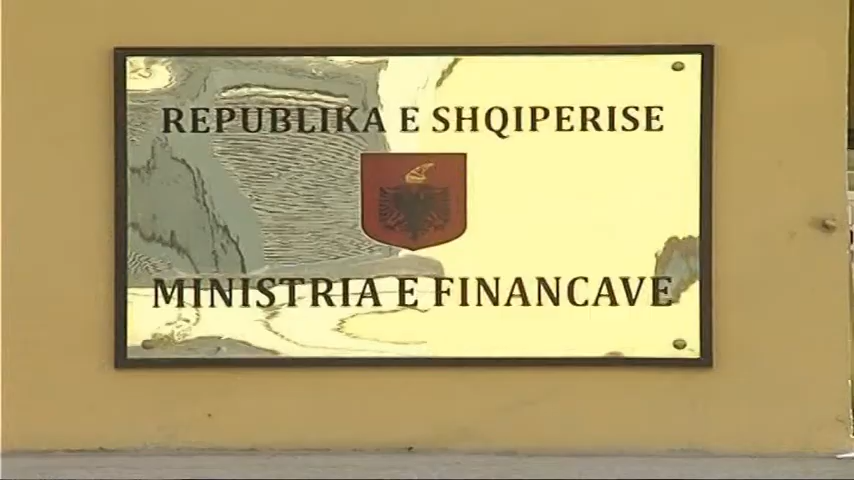 REPUBLIKA E SHQIPERISE
MINISTRIA E FINANCAVE